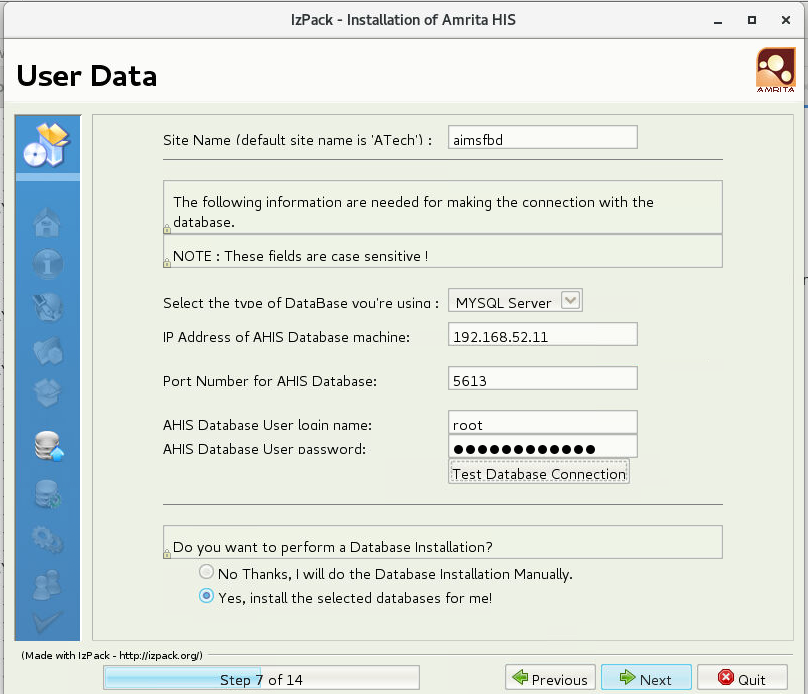 IzPack - Installation of Amrita HIS
User Data
AMRITA
Site Name (default site name is 'ATech') :
aimsfbd
The following information are needed for making the connection with the
database.
NOTE : These fields are case sensitive !
Select the type of DataBase you're using :
MYSQL Server
IP Address of AHIS Database machine:
192.168.52.11
Port Number for AHIS Database:
5613
AHIS Database User login name:
root
AHIS Database User password:
●●●●●●●●●●●●
Test Database Connection
Do you want to perform a Database Installation?
No Thanks, I will do the Database Installation Manually.
Yes, install the selected databases for me!
(Made with IzPack - http://izpack.org/)
Step 7 of 14
Previous
Next
Quit